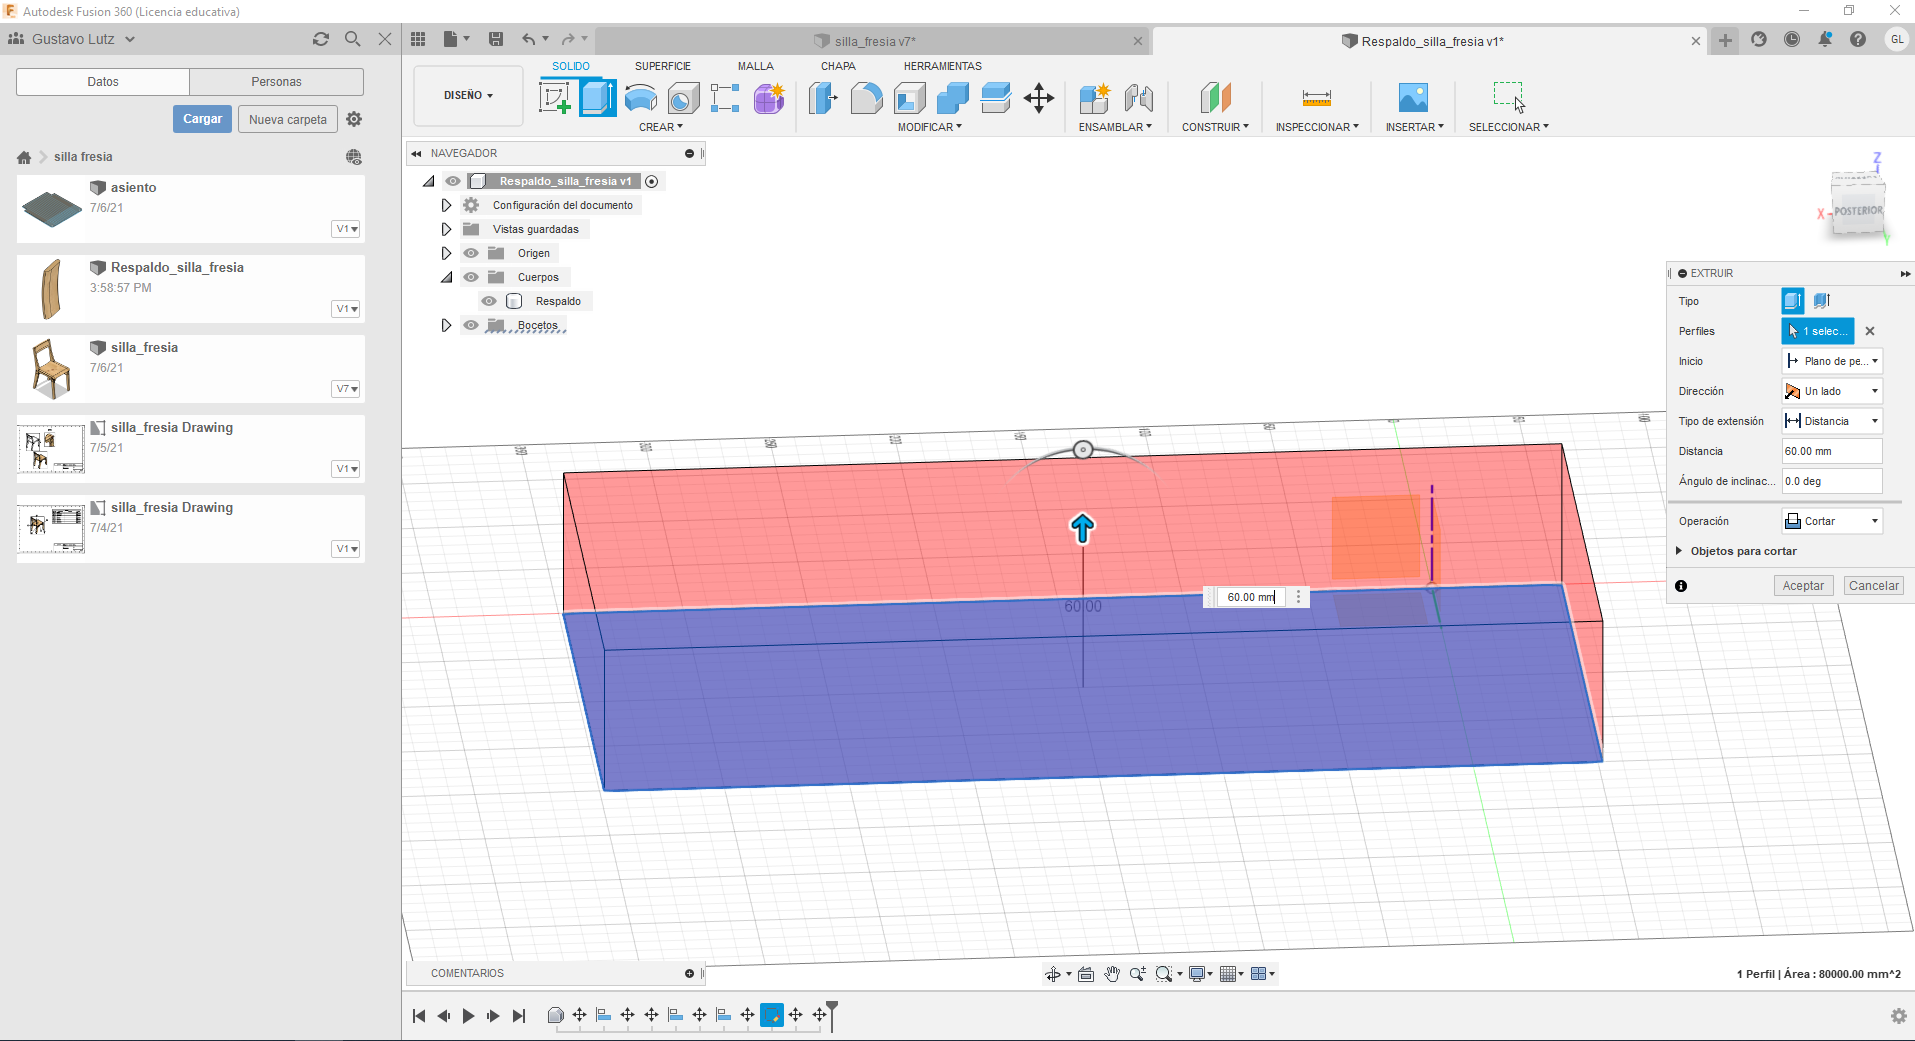 Autodesk Fusion 360 (Licencia educativa)
Gustavo Lutz
silla_fresia v7*
Respaldo_silla_fresia v1*
GL
Datos
Personas
Cargar
Nueva carpeta
silla fresia
asiento
7/6/21
V1
Respaldo_silla_fresia
3:58:57 PM
V1
silla_fresia
7/6/21
V7
silla_fresia Drawing
7/5/21
V1
silla_fresia Drawing
7/4/21
V1
DISEÑO
SOLIDO
SUPERFICIE
MALLA
CHAPA
HERRAMIENTAS
CREAR
MODIFICAR
ENSAMBLAR
CONSTRUIR
INSPECCIONAR
INSERTAR
SELECCIONAR
NAVEGADOR
Respaldo_silla_fresia v1
Configuración del documento
Vistas guardadas
Origen
Cuerpos
Respaldo
Bocetos
Z
X
POSTERIOR
Y
EXTRUIR
Tipo
Perfiles
1 selec...
Inicio
Plano de pe...
Dirección
Un lado
Tipo de extensión
Distancia
Distancia
60.00 mm
Ángulo de inclinac...
0.0 deg
Operación
Cortar
Objetos para cortar
Aceptar
Cancelar
60.00 mm
60.00
COMENTARIOS
1 Perfil | Área : 80000.00 mm^2